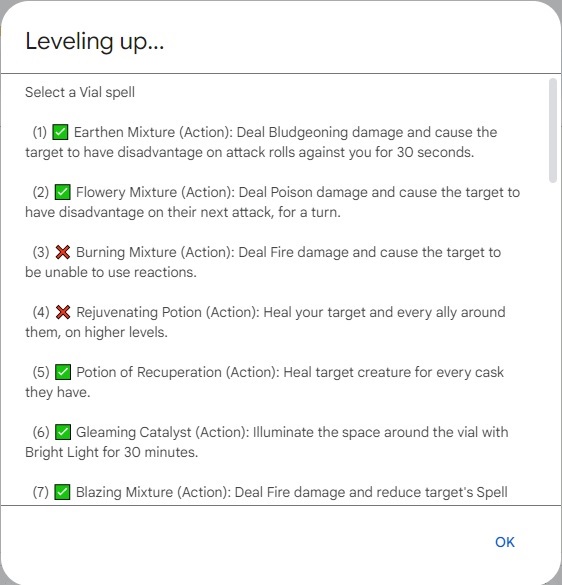 Leveling up...
Select a Vial spell
(1) ✅ Earthen Mixture (Action): Deal Bludgeoning damage and cause the
target to have disadvantage on attack rolls against you for 30 seconds.
(2) ✅ Flowery Mixture (Action): Deal Poison damage and cause the target to
have disadvantage on their next attack, for a turn.
(3) ❌ Burning Mixture (Action): Deal Fire damage and cause the target to
be unable to use reactions.
(4) ❌ Rejuvenating Potion (Action): Heal your target and every ally around
them, on higher levels.
(5) ✅ Potion of Recuperation (Action): Heal target creature for every cask
they have.
(6) ✅ Gleaming Catalyst (Action): Illuminate the space around the vial with
Bright Light for 30 minutes.
(7) ✅ Blazing Mixture (Action): Deal Fire damage and reduce target's Spell
OK